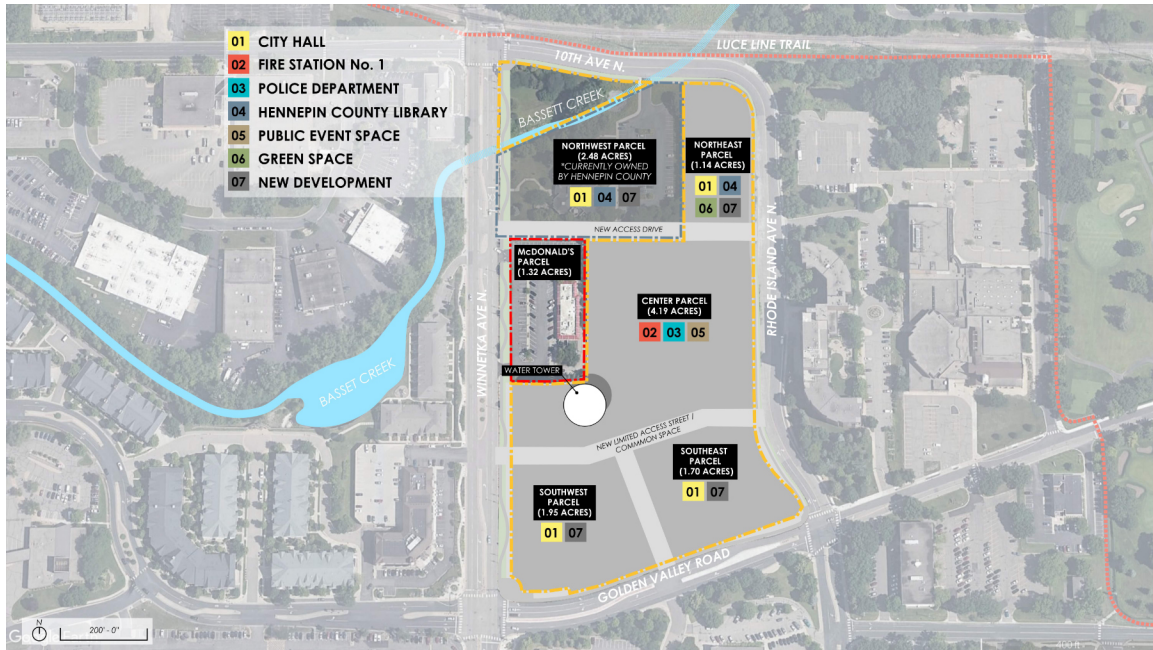 01 CITY HALL
02 FIRE STATION No. 1
03 POLICE DEPARTMENT
04 HENNEPIN COUNTY LIBRARY
05 PUBLIC EVENT SPACE
06 GREEN SPACE
07 NEW DEVELOPMENT
LUCE LINE TRAIL
10TH AVE N.
BASSETT CREEK
NORTHWEST PARCEL
(2.48 ACRES)
*CURRENTLY OWNED
BY HENNEPIN COUNTY
01 04 07
NORTHEAST
PARCEL
(1.14 ACRES)
01 04
06 07
NEW ACCESS DRIVE
McDONALD'S
PARCEL
(1.32 ACRES)
CENTER PARCEL
(4.19 ACRES)
02 03 05
RHODE ISLAND AVE N.
WINNETKA AVE N.
BASSET CREEK
WATER TOWER
NEW LIMITED ACCESS STREET /
COMMMON SPACE
SOUTHEAST
PARCEL
(1.70 ACRES)
01 07
SOUTHWEST
PARCEL
(1.95 ACRES)
01 07
GOLDEN VALLEY ROAD
N
200' - 0"
400 ft